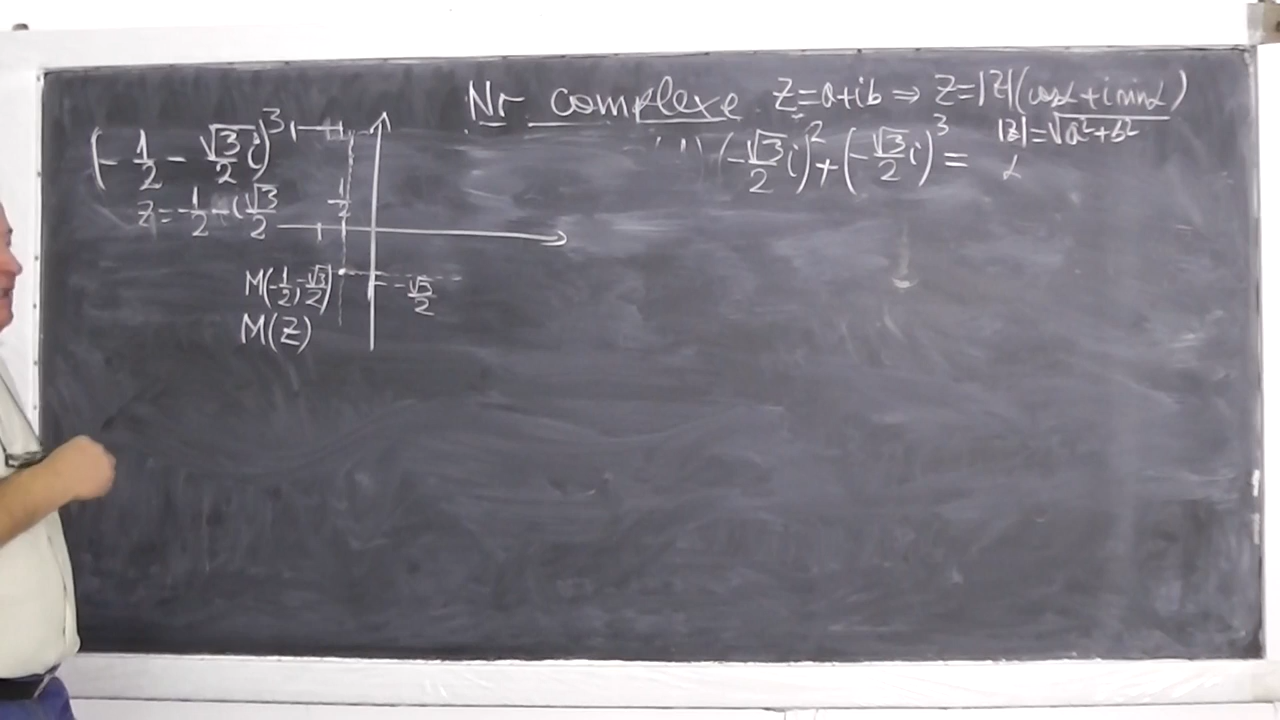 Nr complexe z=a+ib ⇒ z=|z|(cosα+i sinα)
|z|=√a²+b²
(-√3/2 i)²+(-√3/2 i)³= α
(-1/2 - √3/2 i)³
z=-1/2-i√3/2
-1/2
M(-1/2,-√3/2) -√3/2
M(z)